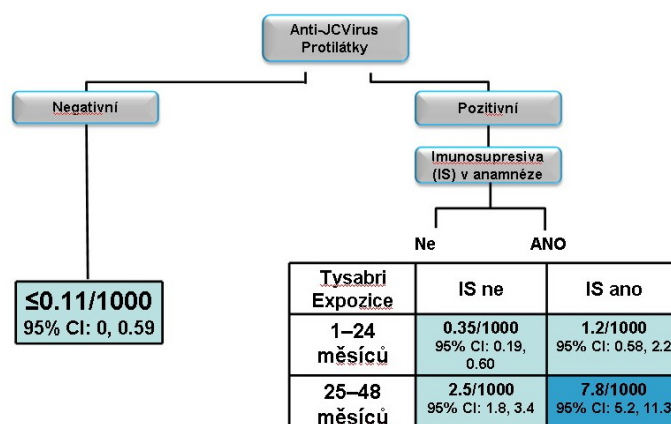 Anti-JCVirus
Protilátky
Negativní
Pozitivní
Imunosupresiva
(IS) v anamnéze
Ne
ANO
≤0.11/1000
95% CI: 0, 0.59
Tysabri
Expozice
IS ne
IS ano
1–24
měsíců
0.35/1000
95% CI: 0.19,
0.60
1.2/1000
95% CI: 0.58, 2.2
25–48
měsíců
2.5/1000
95% CI: 1.8, 3.4
7.8/1000
95% CI: 5.2, 11.3